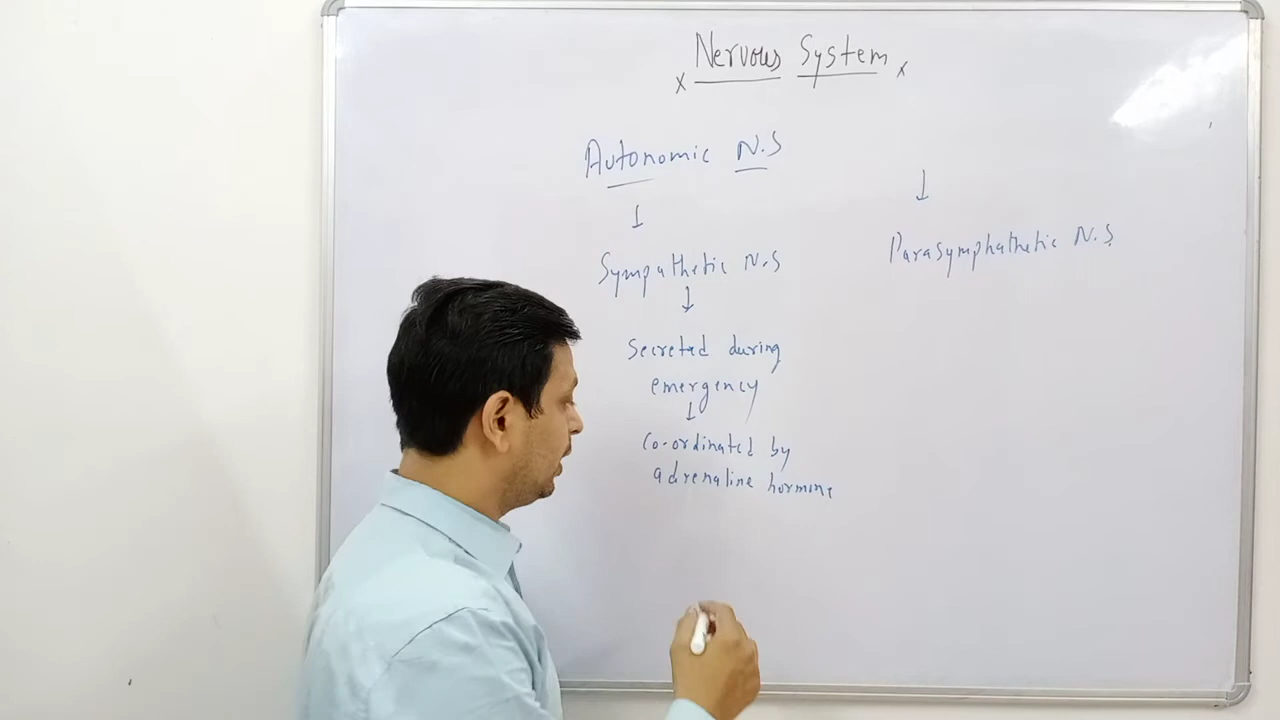 x Nervous System x
Autonomic N.S
↓
↓
Sympathetic N.S
Parasymphathetic N.S
↓
Secreted during
emergency
↓
Co-ordinated by
adrenaline hormone